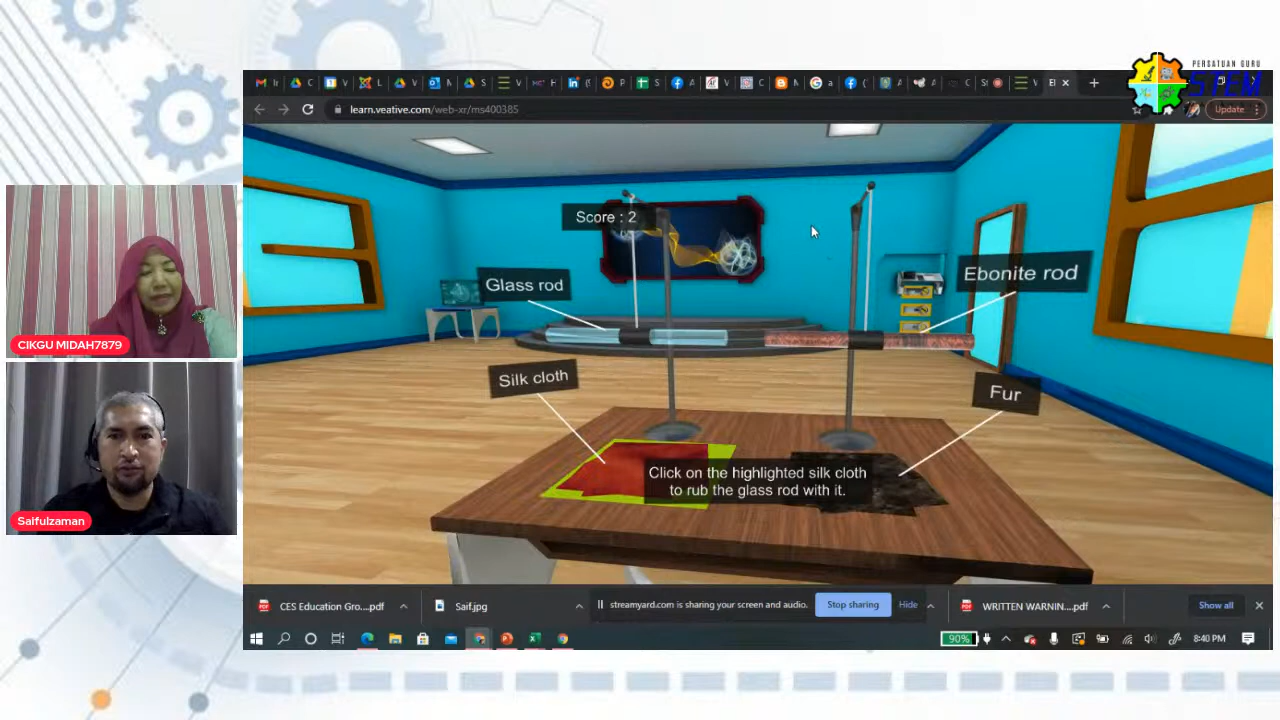 PERSATUAN GURU
STEM
learn.veative.com/web-xr/ms400385
Update
Score : 2
Glass rod
Ebonite rod
Silk cloth
Fur
Click on the highlighted silk cloth
to rub the glass rod with it.
CIKGU MIDAH7879
Saifulzaman
CES Education Gro....pdf
Saif.jpg
streamyard.com is sharing your screen and audio.
Stop sharing
Hide
WRITTEN WARNIN....pdf
Show all
90%
8:40 PM